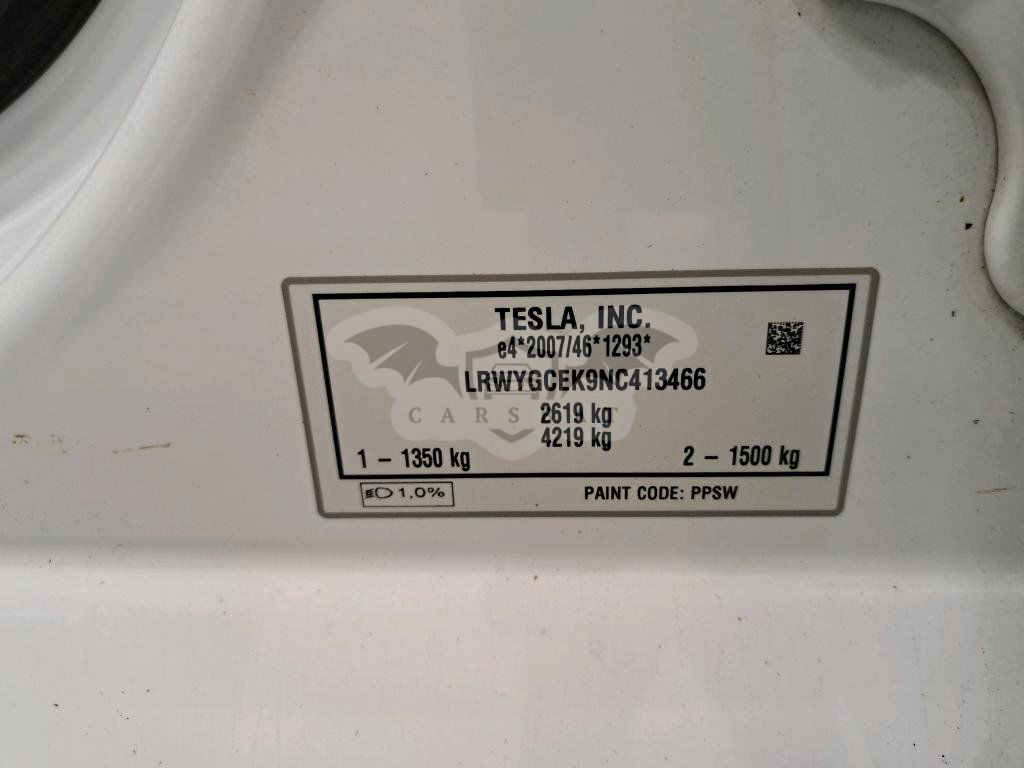 TESLA, INC.
e4*2007/46*1293*
LRWYGCEK9NC413466
CARS
2619 kg
4219 kg
1 – 1350 kg
2 – 1500 kg
1.0%
PAINT CODE: PPSW